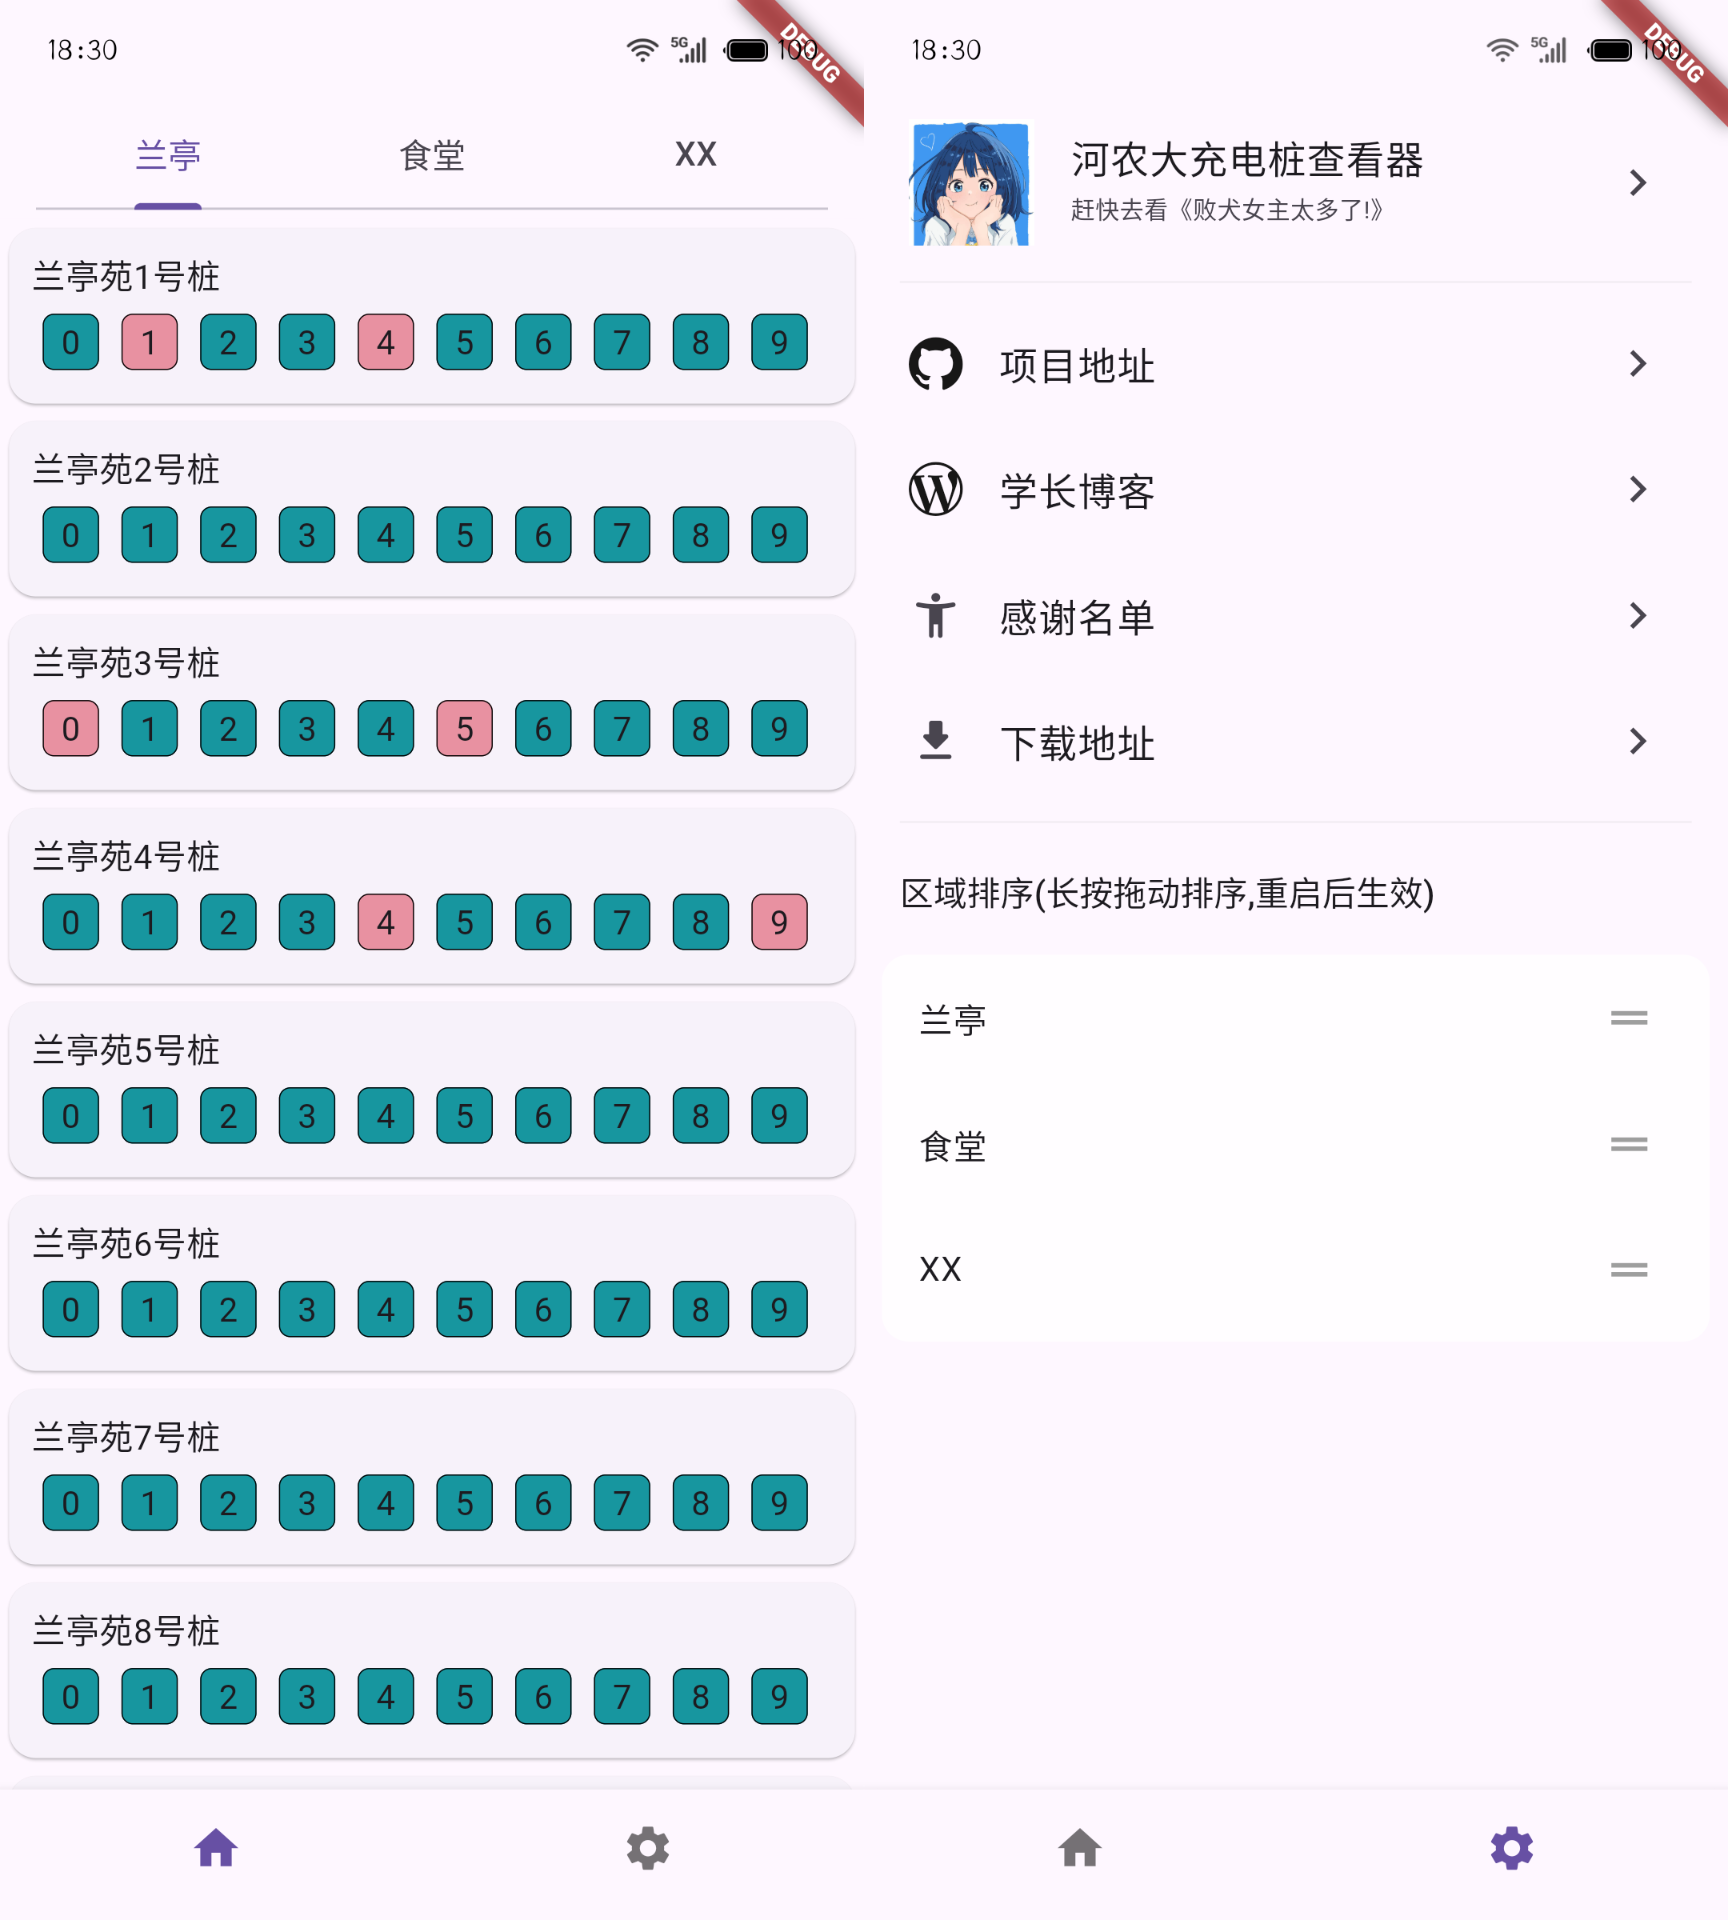 18:30
5G
100
DEBUG
兰亭 食堂 XX
兰亭苑1号桩
0 1 2 3 4 5 6 7 8 9
兰亭苑2号桩
0 1 2 3 4 5 6 7 8 9
兰亭苑3号桩
0 1 2 3 4 5 6 7 8 9
兰亭苑4号桩
0 1 2 3 4 5 6 7 8 9
兰亭苑5号桩
0 1 2 3 4 5 6 7 8 9
兰亭苑6号桩
0 1 2 3 4 5 6 7 8 9
兰亭苑7号桩
0 1 2 3 4 5 6 7 8 9
兰亭苑8号桩
0 1 2 3 4 5 6 7 8 9
18:30
5G
100
DEBUG
河农大充电桩查看器
赶快去看《败犬女主太多了!》
项目地址
学长博客
感谢名单
下载地址
区域排序(长按拖动排序,重启后生效)
兰亭
食堂
XX